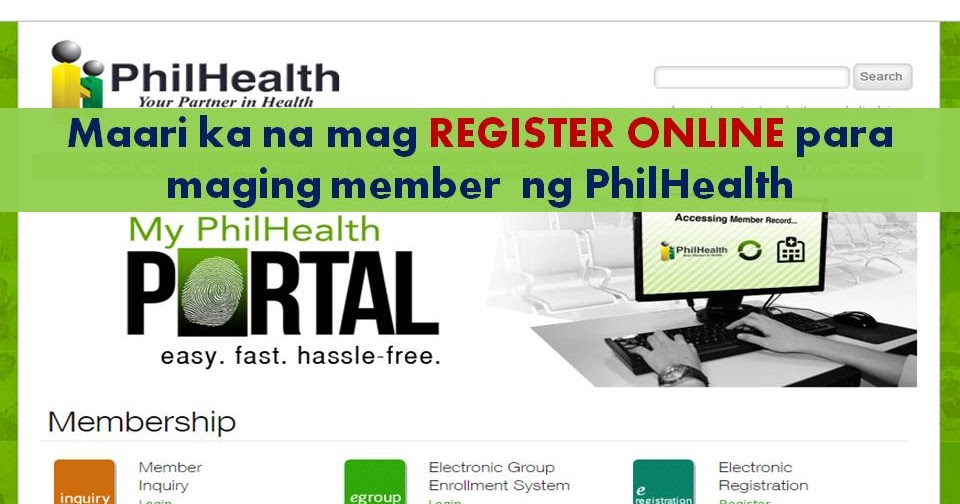 PhilHealth
Your Partner in Health
Search
Maari ka na mag REGISTER ONLINE para
maging member ng PhilHealth
My PhilHealth
PORTAL
easy. fast. hassle-free.
Accessing Member Record...
PhilHealth
Membership
inquiry
Member
Inquiry
Login
egroup
Electronic Group
Enrollment System
Login
e
registration
Electronic
Registration
Register